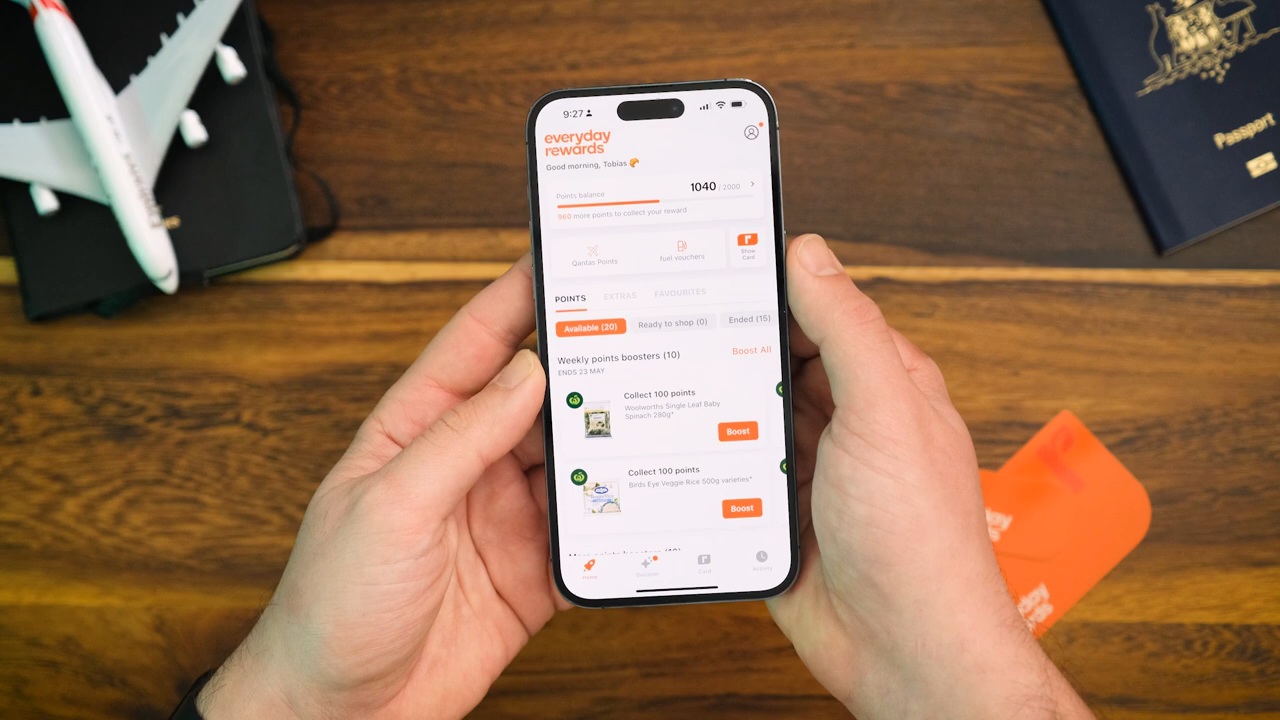 9:27
everyday
rewards
Good morning, Tobias
Points balance
1040 / 2000
960 more points to collect your reward
Qantas Points
fuel vouchers
Show
Card
POINTS
EXTRAS
FAVOURITES
Available (20)
Ready to shop (0)
Ended (15)
Weekly points boosters (10)
Boost All
ENDS 23 MAY
Collect 100 points
Woolworths Single Leaf Baby
Spinach 280g*
Boost
Collect 100 points
Birds Eye Veggie Rice 500g varieties*
Boost
Home
Discover
Card
Activity
Passport